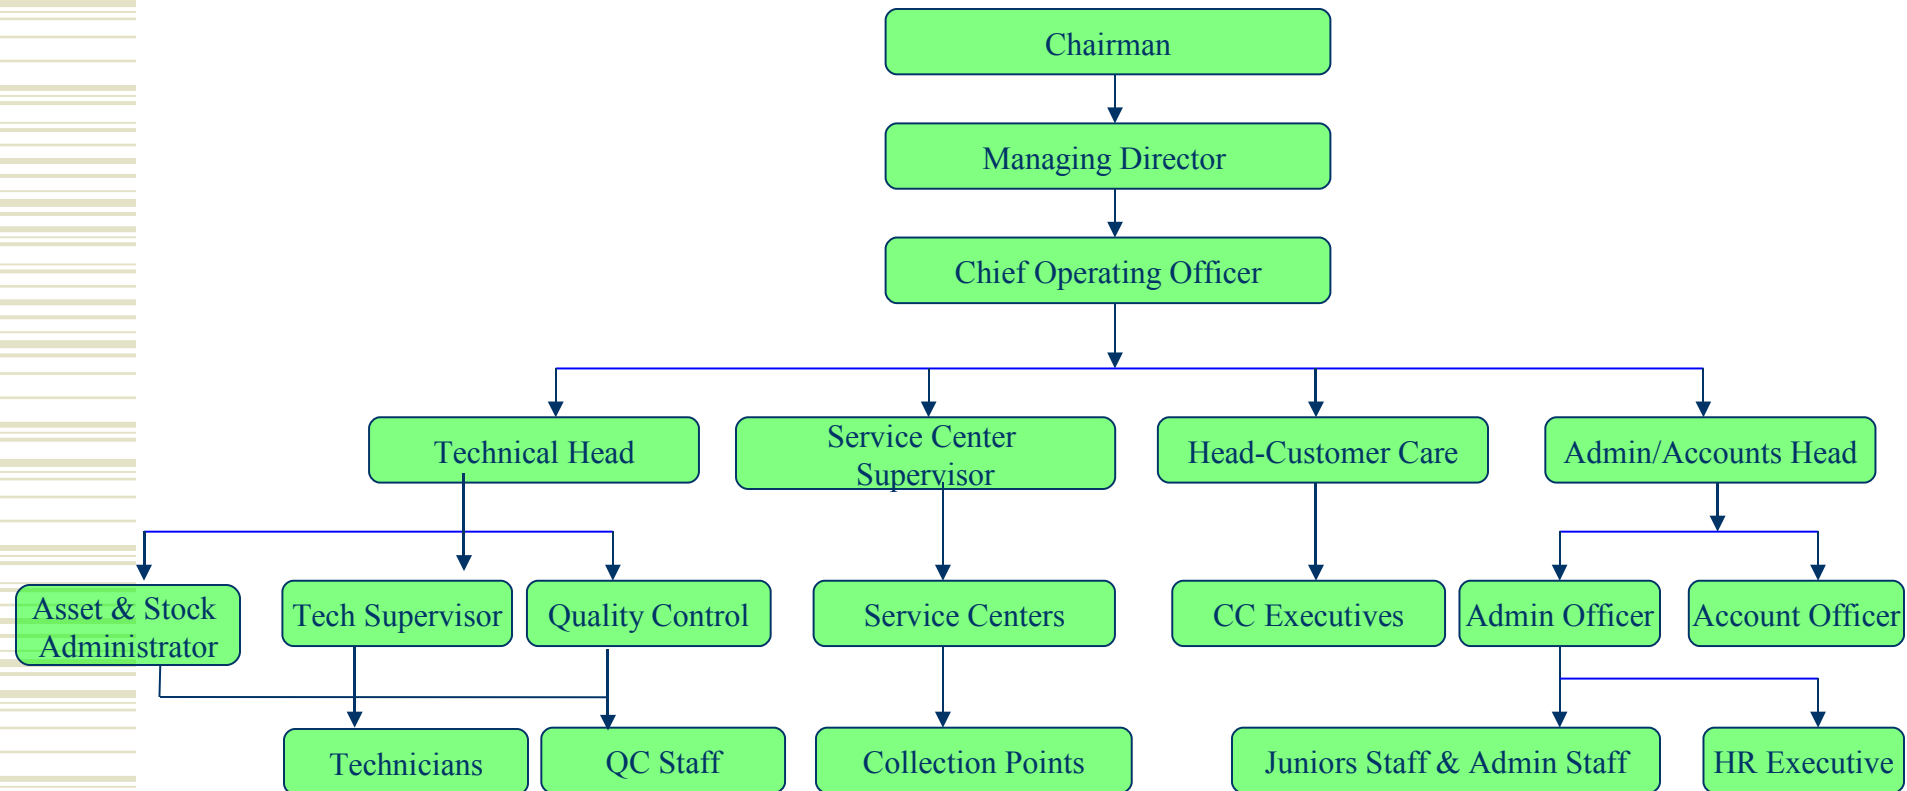 Chairman
Managing Director
Chief Operating Officer
Technical Head
Service Center
Supervisor
Head-Customer Care
Admin/Accounts Head
Asset & Stock
Administrator
Tech Supervisor
Quality Control
Service Centers
CC Executives
Admin Officer
Account Officer
Technicians
QC Staff
Collection Points
Juniors Staff & Admin Staff
HR Executive